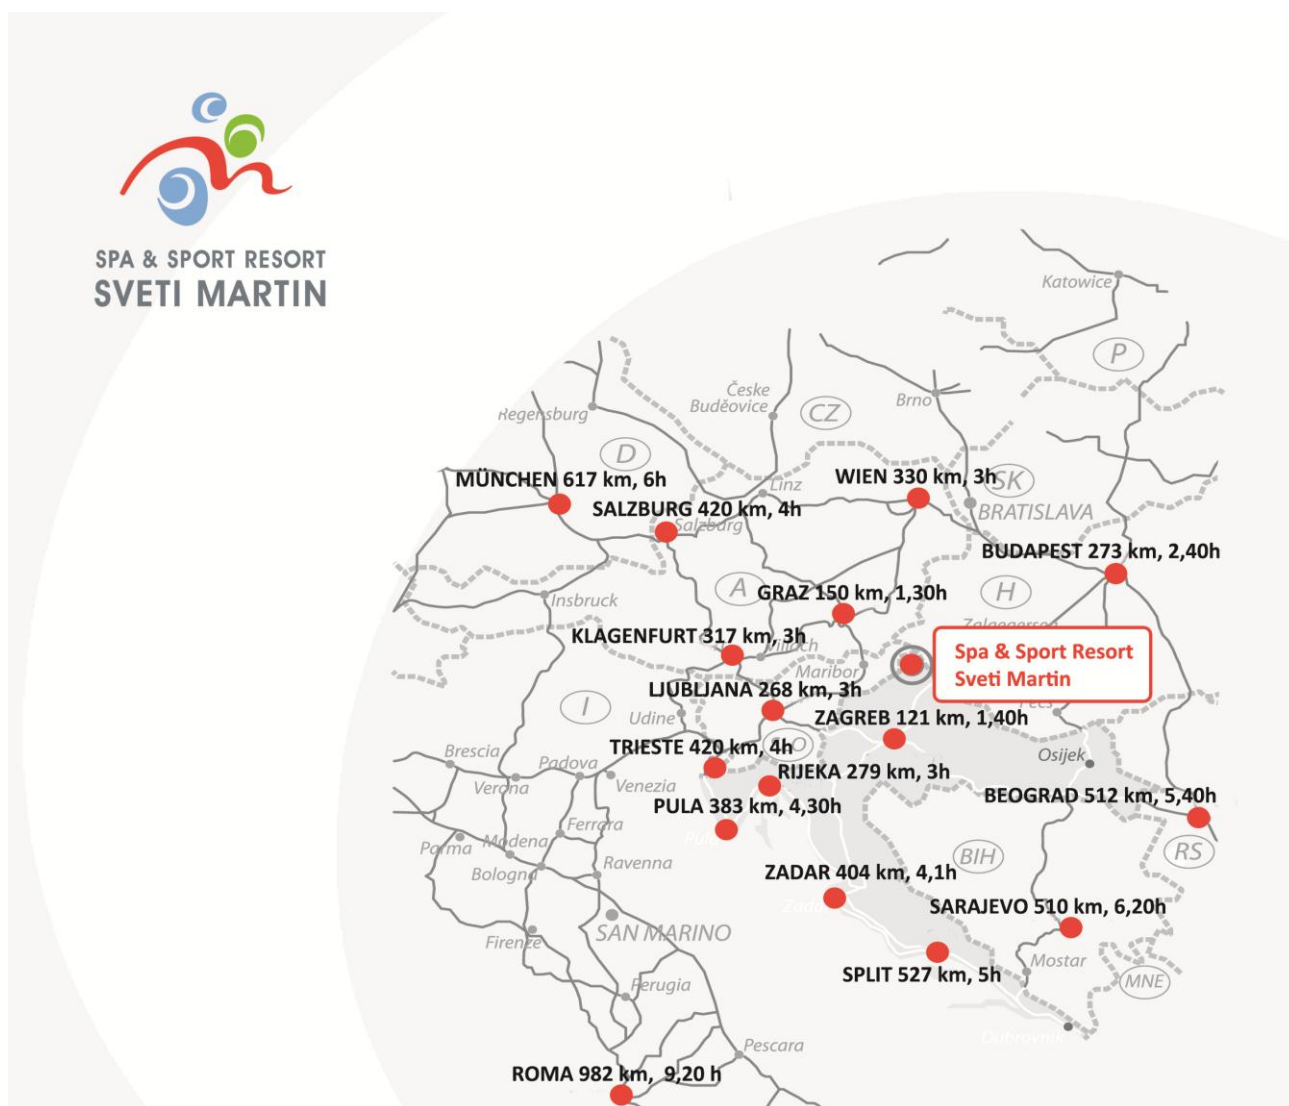 SPA & SPORT RESORT
SVETI MARTIN
Katowice
P
Česke
Buděovice
CZ
Brno
Regensburg
D
MÜNCHEN 617 km, 6h
WIEN 330 km, 3h
SK
Linz
SALZBURG 420 km, 4h
BRATISLAVA
Salzburg
BUDAPEST 273 km, 2,40h
A
GRAZ 150 km, 1,30h
H
Insbruck
KLAGENFURT 317 km, 3h
Villach
Maribor
Spa & Sport Resort
Sveti Martin
LJUBLJANA 268 km, 3h
I
Udine
ZAGREB 121 km, 1,40h
TRIESTE 420 km, 4h
Osijek
Brescia
Padova
RIJEKA 279 km, 3h
Verona
Venezia
BEOGRAD 512 km, 5,40h
PULA 383 km, 4,30h
Ferrara
Pula
Modena
Parma
BIH
RS
Ravenna
Bologna
ZADAR 404 km, 4,1h
SARAJEVO 510 km, 6,20h
SAN MARINO
Firenze
Mostar
SPLIT 527 km, 5h
MNE
Perugia
Dubrovnik
Pescara
ROMA 982 km, 9,20 h